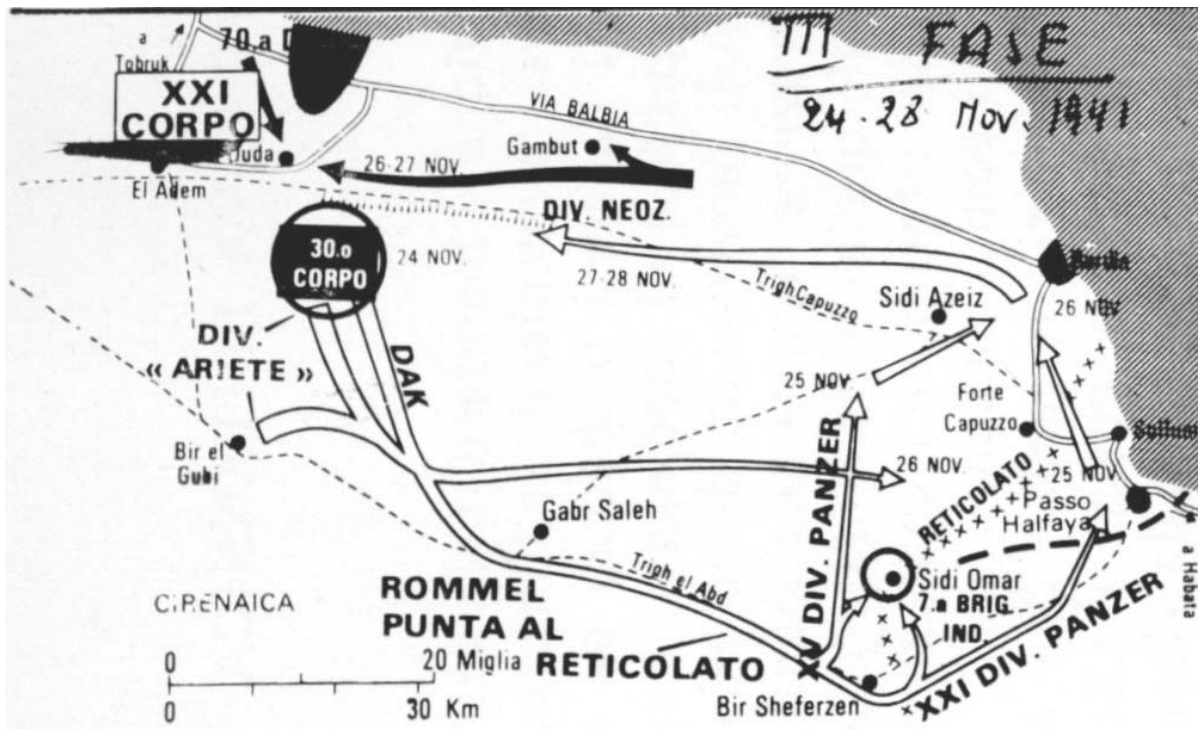 III FASE
24-28 Nov. 1941
a
Tobruk
70.a
XXI
CORPO
El Adem
VIA BALBIA
Gambut
26-27 NOV.
DIV. NEOZ.
30.o
CORPO
24 NOV.
27-28 NOV.
Trigh Capuzzo
Sidi Azeiz
26 NOV
DIV.
« ARIETE »
DAK
25 NOV
Forte
Capuzzo
Bir el
Gubi
26 NOV.
25 NOV.
RETICOLATO
Passo
Halfaya
Gabr Saleh
XV DIV. PANZER
Sidi Omar
7.a BRIG
IND.
a Habata
Trigh el Abd
CIRENAICA
ROMMEL
PUNTA AL
RETICOLATO
XXI DIV. PANZER
Bir Sheferzen
0 20 Miglia
0 30 Km